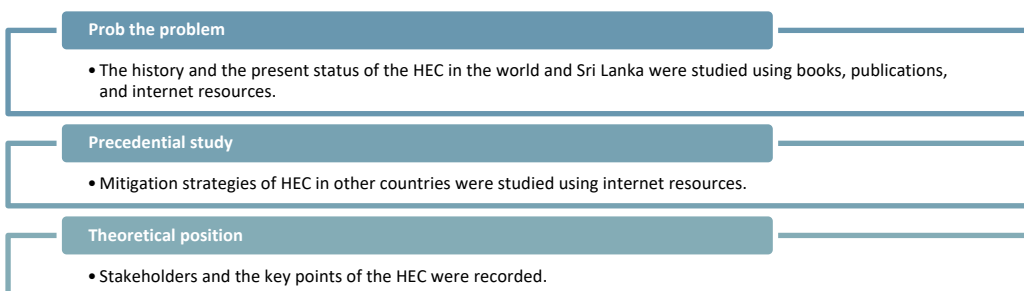 Prob the problem
• The history and the present status of the HEC in the world and Sri Lanka were studied using books, publications,
and internet resources.
Precedential study
• Mitigation strategies of HEC in other countries were studied using internet resources.
Theoretical position
• Stakeholders and the key points of the HEC were recorded.